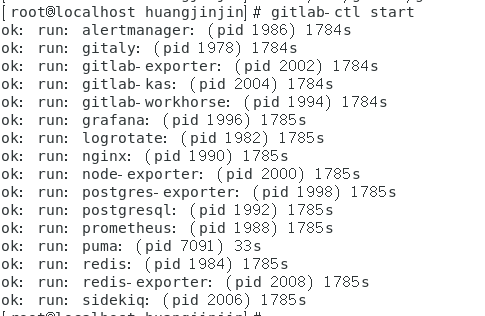 [root@localhost huangjinjin]# gitlab-ctl start
ok: run: alertmanager: (pid 1986) 1784s
ok: run: gitaly: (pid 1978) 1784s
ok: run: gitlab-exporter: (pid 2002) 1784s
ok: run: gitlab-kas: (pid 2004) 1784s
ok: run: gitlab-workhorse: (pid 1994) 1784s
ok: run: grafana: (pid 1996) 1785s
ok: run: logrotate: (pid 1982) 1785s
ok: run: nginx: (pid 1990) 1785s
ok: run: node-exporter: (pid 2000) 1785s
ok: run: postgres-exporter: (pid 1998) 1785s
ok: run: postgresql: (pid 1992) 1785s
ok: run: prometheus: (pid 1988) 1785s
ok: run: puma: (pid 7091) 33s
ok: run: redis: (pid 1984) 1785s
ok: run: redis-exporter: (pid 2008) 1785s
ok: run: sidekiq: (pid 2006) 1785s
[root@localhost huangjinjin]#